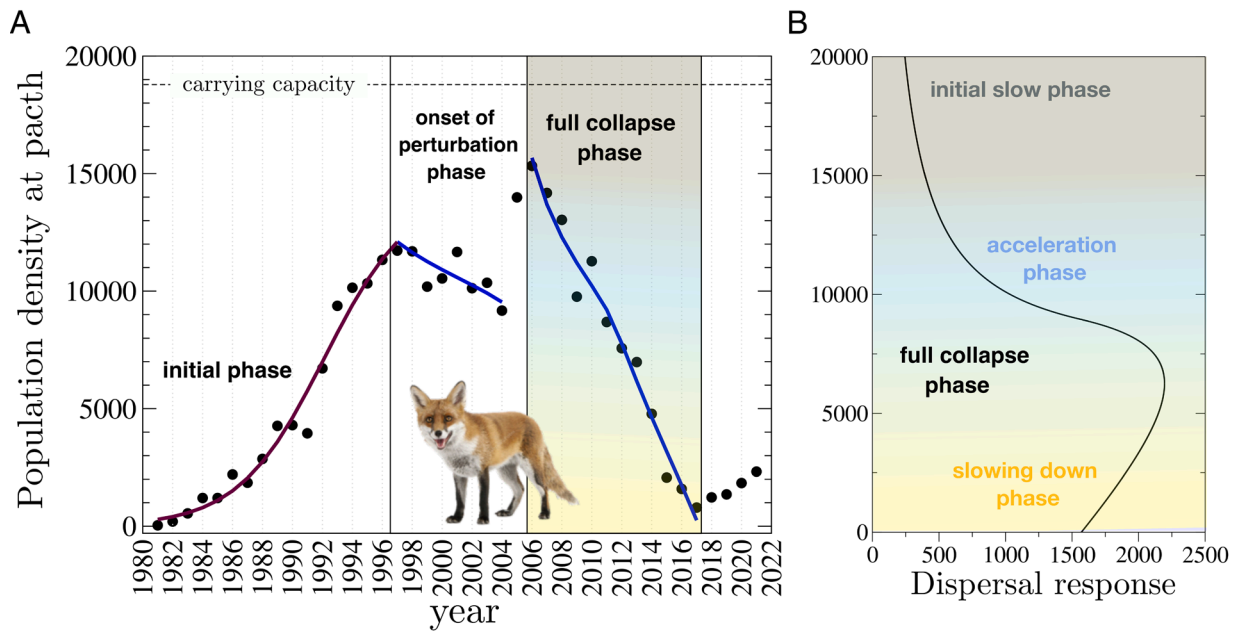 A
Population density at pacth
20000
15000
10000
5000
0
carrying capacity
initial phase
onset of
perturbation
phase
full collapse
phase
1980
1982
1984
1986
1988
1990
1992
1994
1996
1998
2000
2002
2004
2006
2008
2010
2012
2014
2016
2018
2020
2022
year
B
20000
15000
10000
5000
0
initial slow phase
acceleration
phase
full collapse
phase
slowing down
phase
0
500
1000
1500
2000
2500
Dispersal response